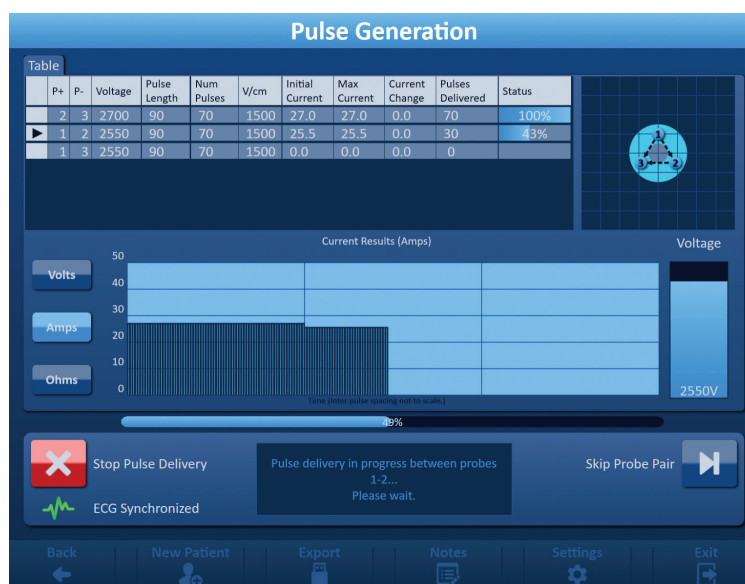 Pulse Generation
Table
P+ P- Voltage Pulse Length Num Pulses V/cm Initial Current Max Current Current Change Pulses Delivered Status
2 3 2700 90 70 1500 27.0 27.0 0.0 70 100%
1 2 2550 90 70 1500 25.5 25.5 0.0 30 43%
1 3 2550 90 70 1500 0.0 0.0 0.0 0
1
3 2
Current Results (Amps)
Voltage
Volts
Amps
Ohms
50
40
30
20
10
0
Time (Inter pulse spacing not to scale.)
2550V
49%
Stop Pulse Delivery
ECG Synchronized
Pulse delivery in progress between probes
1-2...
Please wait.
Skip Probe Pair
Back New Patient Export Notes Settings Exit